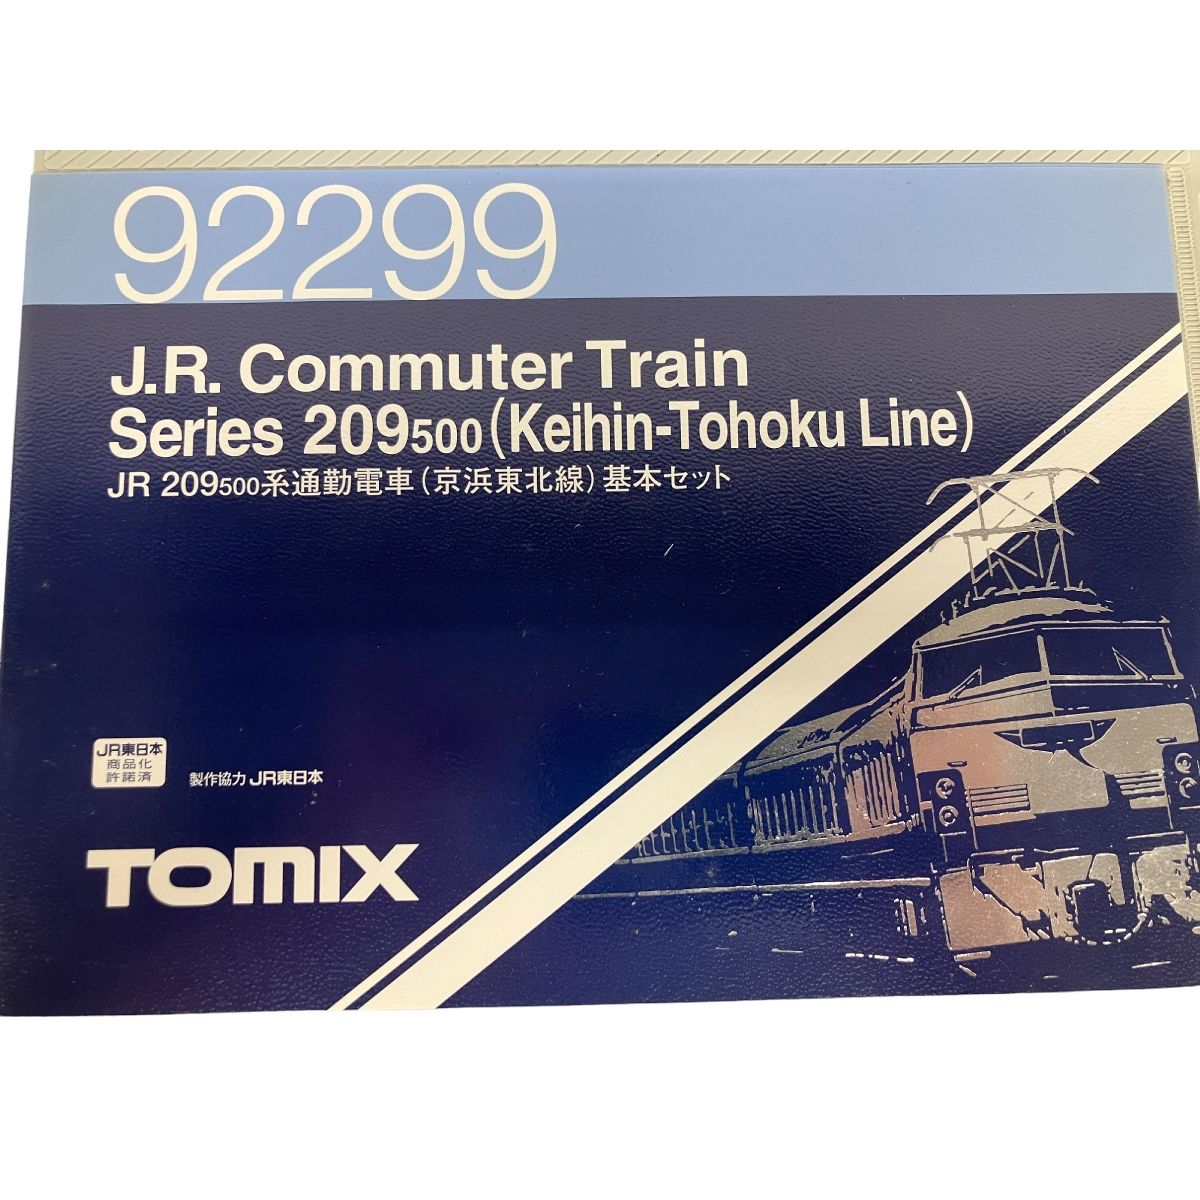 92299
J.R. Commuter Train
Series 209500 (Keihin-Tohoku Line)
JR 209500系通勤電車(京浜東北線)基本セット
JR東日本
商品化
許諾済
製作協力 JR東日本
TOMIX